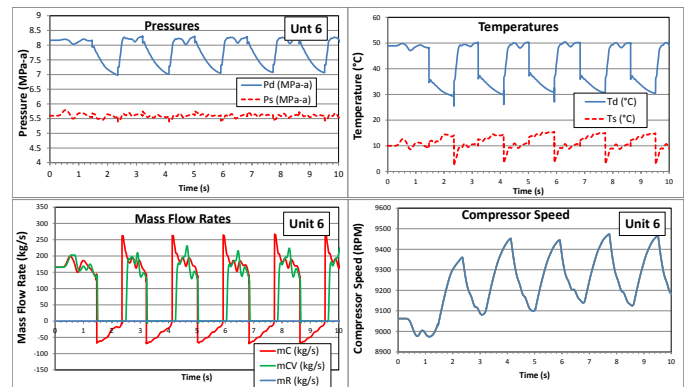 Pressures
Unt 6
Pressure (MPa-a)
9
8.5
8
7.5
7
6.5
6
5.5
5
4.5
4
Pd (MPa-a)
Ps (MPa-a)
0 1 2 3 4 5 6 7 8 9 10
Time (s)
Temperatures
Temperature (°C)
60
50
40
30
20
10
0
Td (°C)
Ts (°C)
0 1 2 3 4 5 6 7 8 9 10
Time (s)
Mass Flow Rates
Unit 6
Mass Flow Rate (kg/s)
350
300
250
200
150
100
50
0
-50
-100
-150
0 1 2 3 4 5 6 7 8 9 10
mC (kg/s)
mCV (kg/s)
mR (kg/s)
Time (s)
Compressor Speed
Unit 6
Compressor Speed (RPM)
9600
9500
9400
9300
9200
9100
9000
8900
0 1 2 3 4 5 6 7 8 9 10
Time (s)